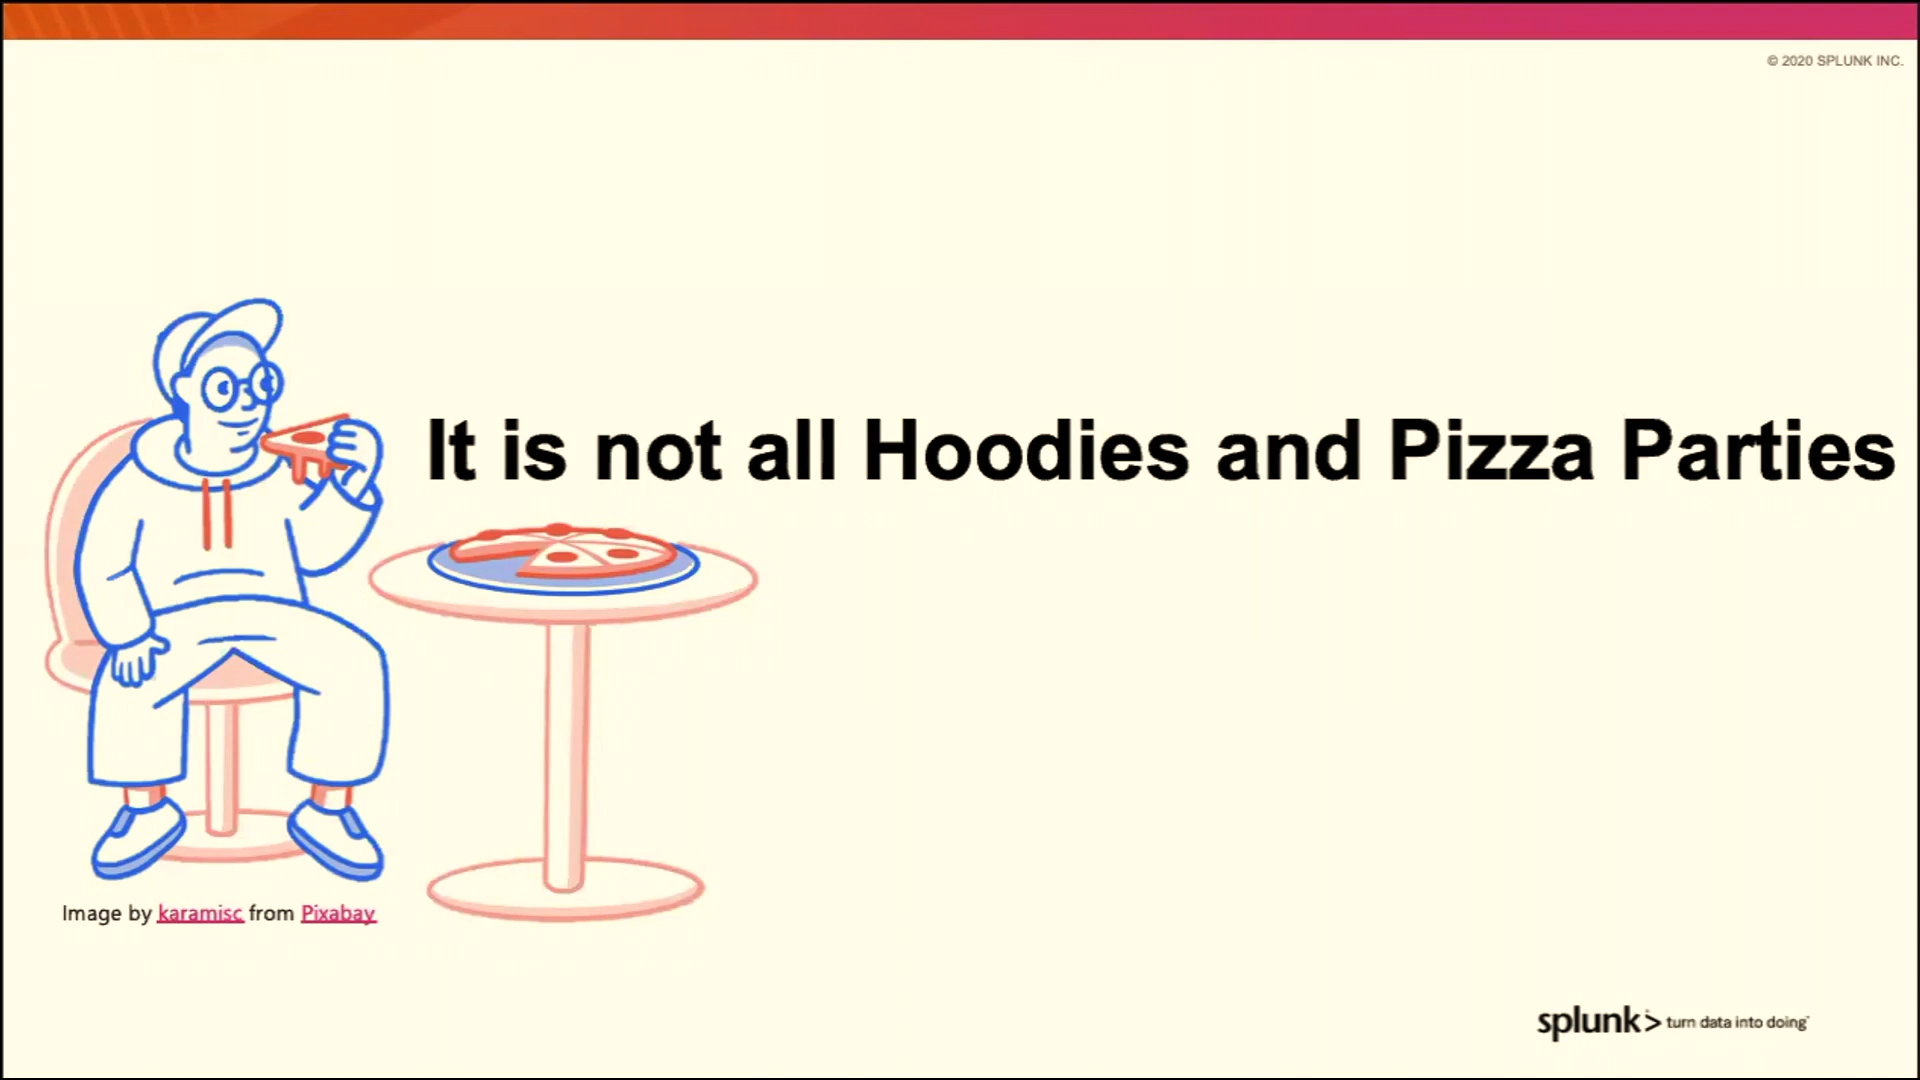 © 2020 SPLUNK INC.
It is not all Hoodies and Pizza Parties
Image by karamisc from Pixabay
splunk> turn data into doing™